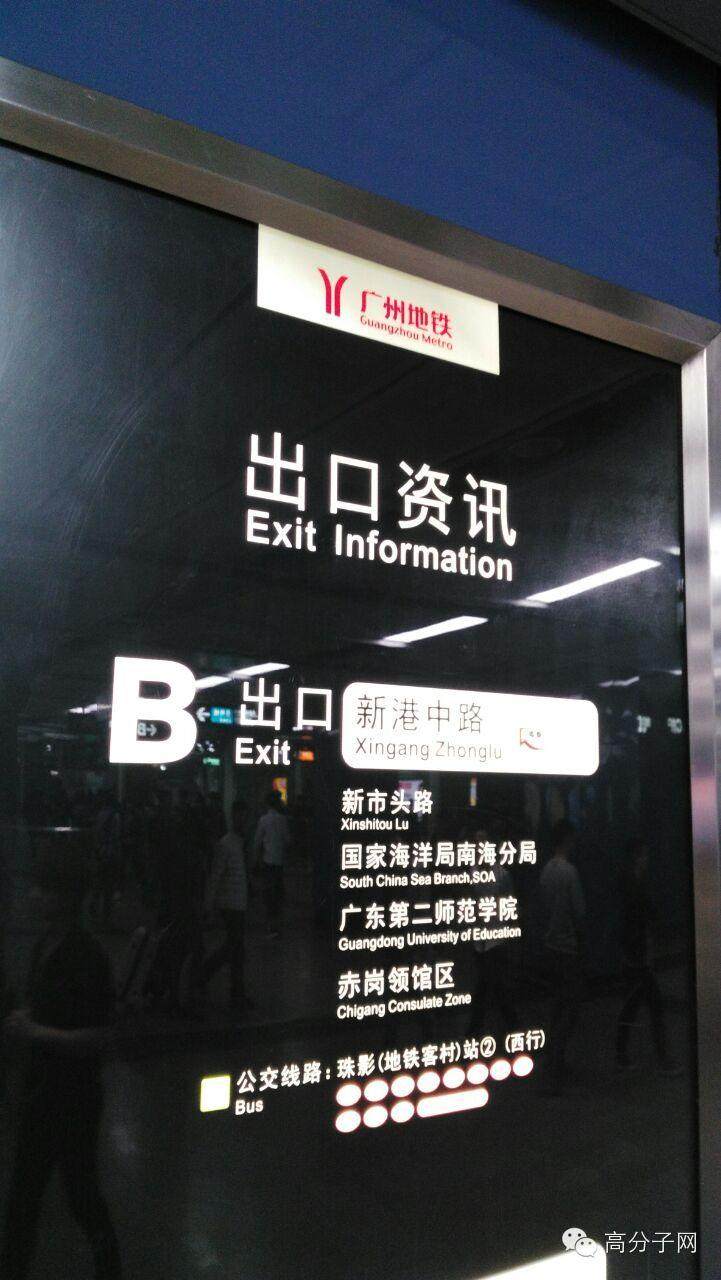 广州地铁
Guangzhou Metro
出口资讯
Exit Information
B 出口
Exit
新港中路
Xingang Zhonglu
新市头路
Xinshitou Lu
国家海洋局南海分局
South China Sea Branch,SOA
广东第二师范学院
Guangdong University of Education
赤岗领馆区
Chigang Consulate Zone
公交线路：珠影(地铁客村)站② (西行)
Bus
高分子网